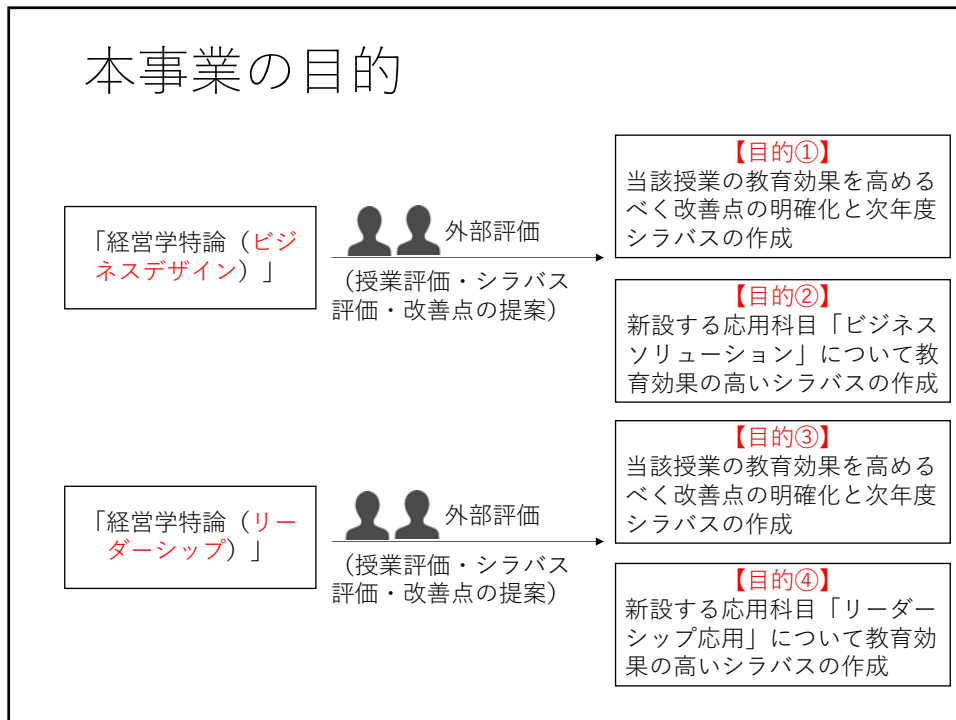 本事業の目的
「経営学特論（ビジ
ネスデザイン）」
外部評価
（授業評価・シラバス
評価・改善点の提案）
【目的①】
当該授業の教育効果を高める
べく改善点の明確化と次年度
シラバスの作成
【目的②】
新設する応用科目「ビジネス
ソリューション」について教
育効果の高いシラバスの作成
「経営学特論（リー
ダーシップ）」
外部評価
（授業評価・シラバス
評価・改善点の提案）
【目的③】
当該授業の教育効果を高める
べく改善点の明確化と次年度
シラバスの作成
【目的④】
新設する応用科目「リーダー
シップ応用」について教育効
果の高いシラバスの作成